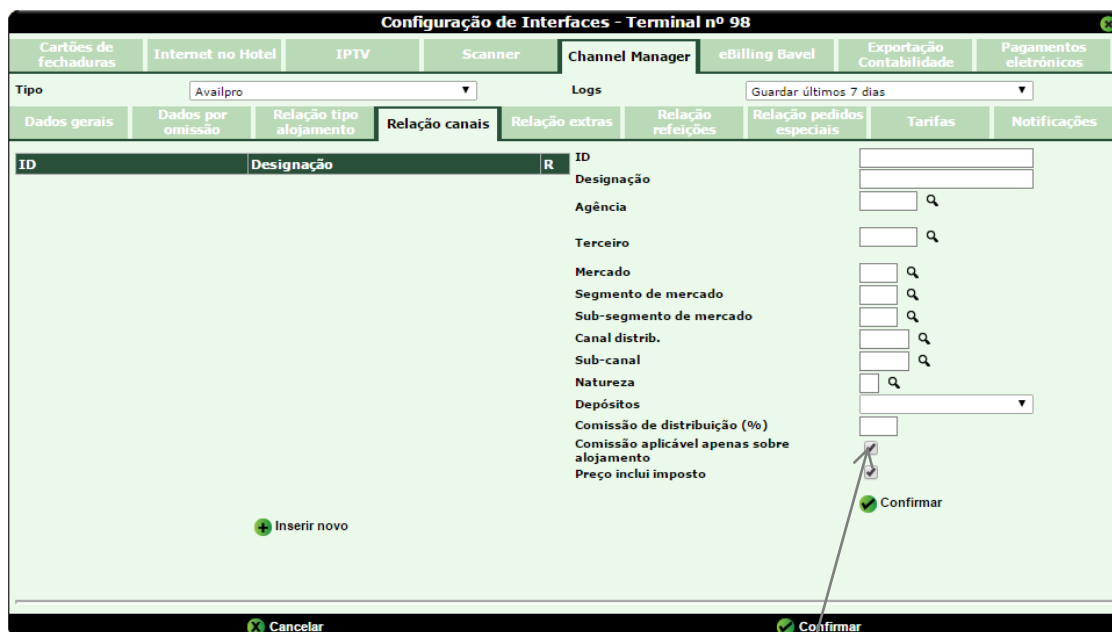 Configuração de Interfaces - Terminal nº 98
Cartões de fechaduras
Internet no Hotel
IPTV
Scanner
Channel Manager
eBilling Bavel
Exportação Contabilidade
Pagamentos eletrónicos
Tipo
Availpro
Logs
Guardar últimos 7 dias
Dados gerais
Dados por omissão
Relação tipo alojamento
Relação canais
Relação extras
Relação refeições
Relação pedidos especiais
Tarifas
Notificações
ID Designação R
ID
Designação
Agência
Terceiro
Mercado
Segmento de mercado
Sub-segmento de mercado
Canal distrib.
Sub-canal
Natureza
Depósitos
Comissão de distribuição (%)
Comissão aplicável apenas sobre
alojamento
Preço inclui imposto
Confirmar
Inserir novo
Cancelar
Confirmar